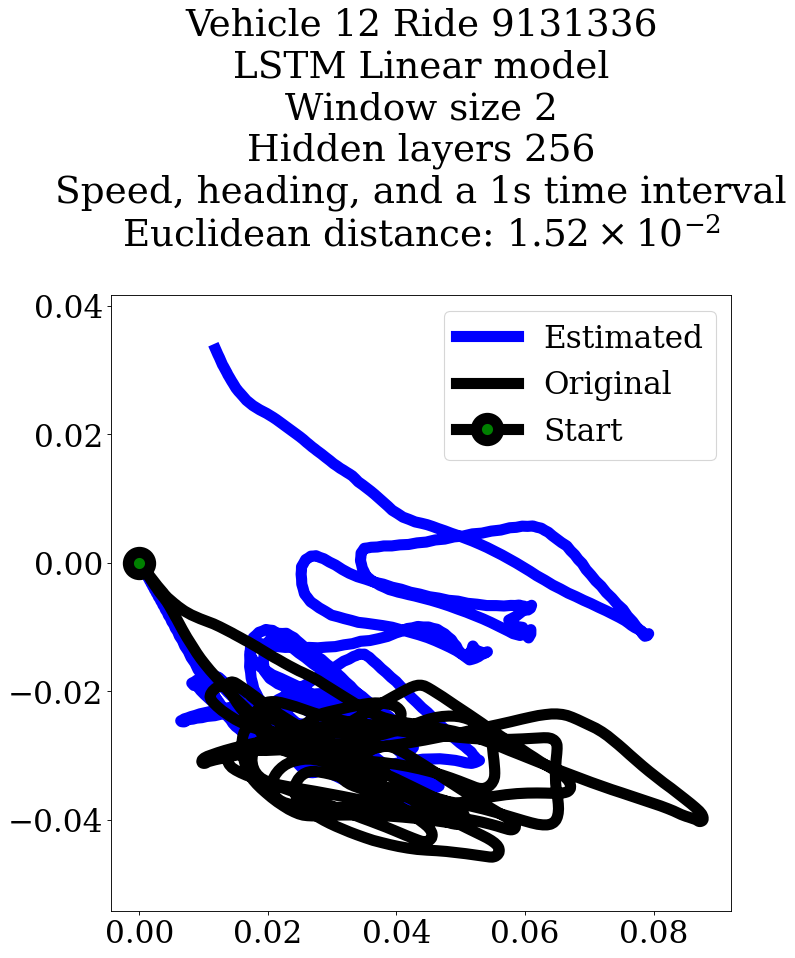 Vehicle 12 Ride 9131336
LSTM Linear model
Window size 2
Hidden layers 256
Speed, heading, and a 1s time interval
Euclidean distance: 1.52 × 10⁻²
0.04
0.02
0.00
−0.02
−0.04
Estimated
Original
Start
0.00 0.02 0.04 0.06 0.08